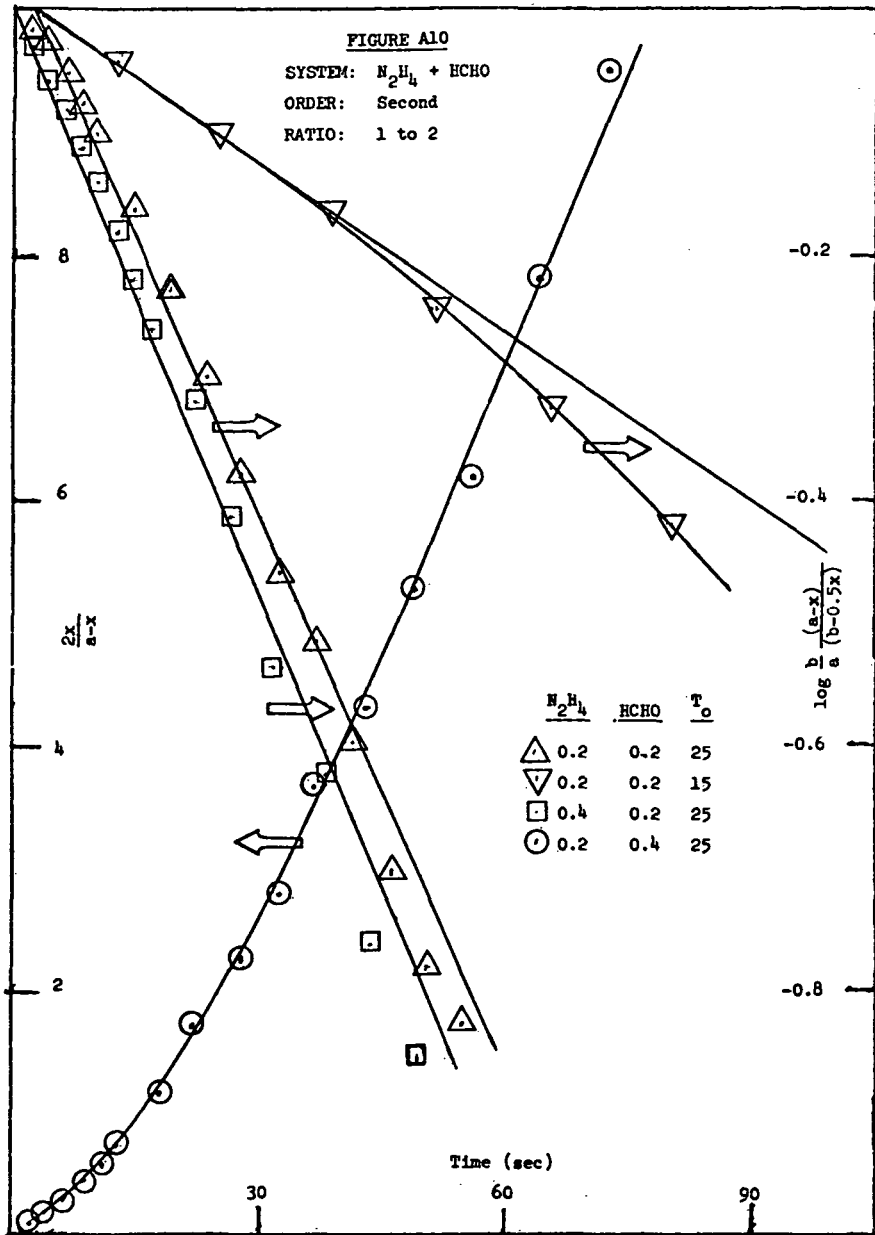 FIGURE A10
SYSTEM: N2H4 + HCHO
ORDER: Second
RATIO: 1 to 2
8
-0.2
6
-0.4
2x
a-x
log b (a-x)
a (b-0.5x)
N2H4 HCHO To
0.2 0.2 25
0.2 0.2 15
0.4 0.2 25
0.2 0.4 25
4
-0.6
2
-0.8
Time (sec)
30 60 90